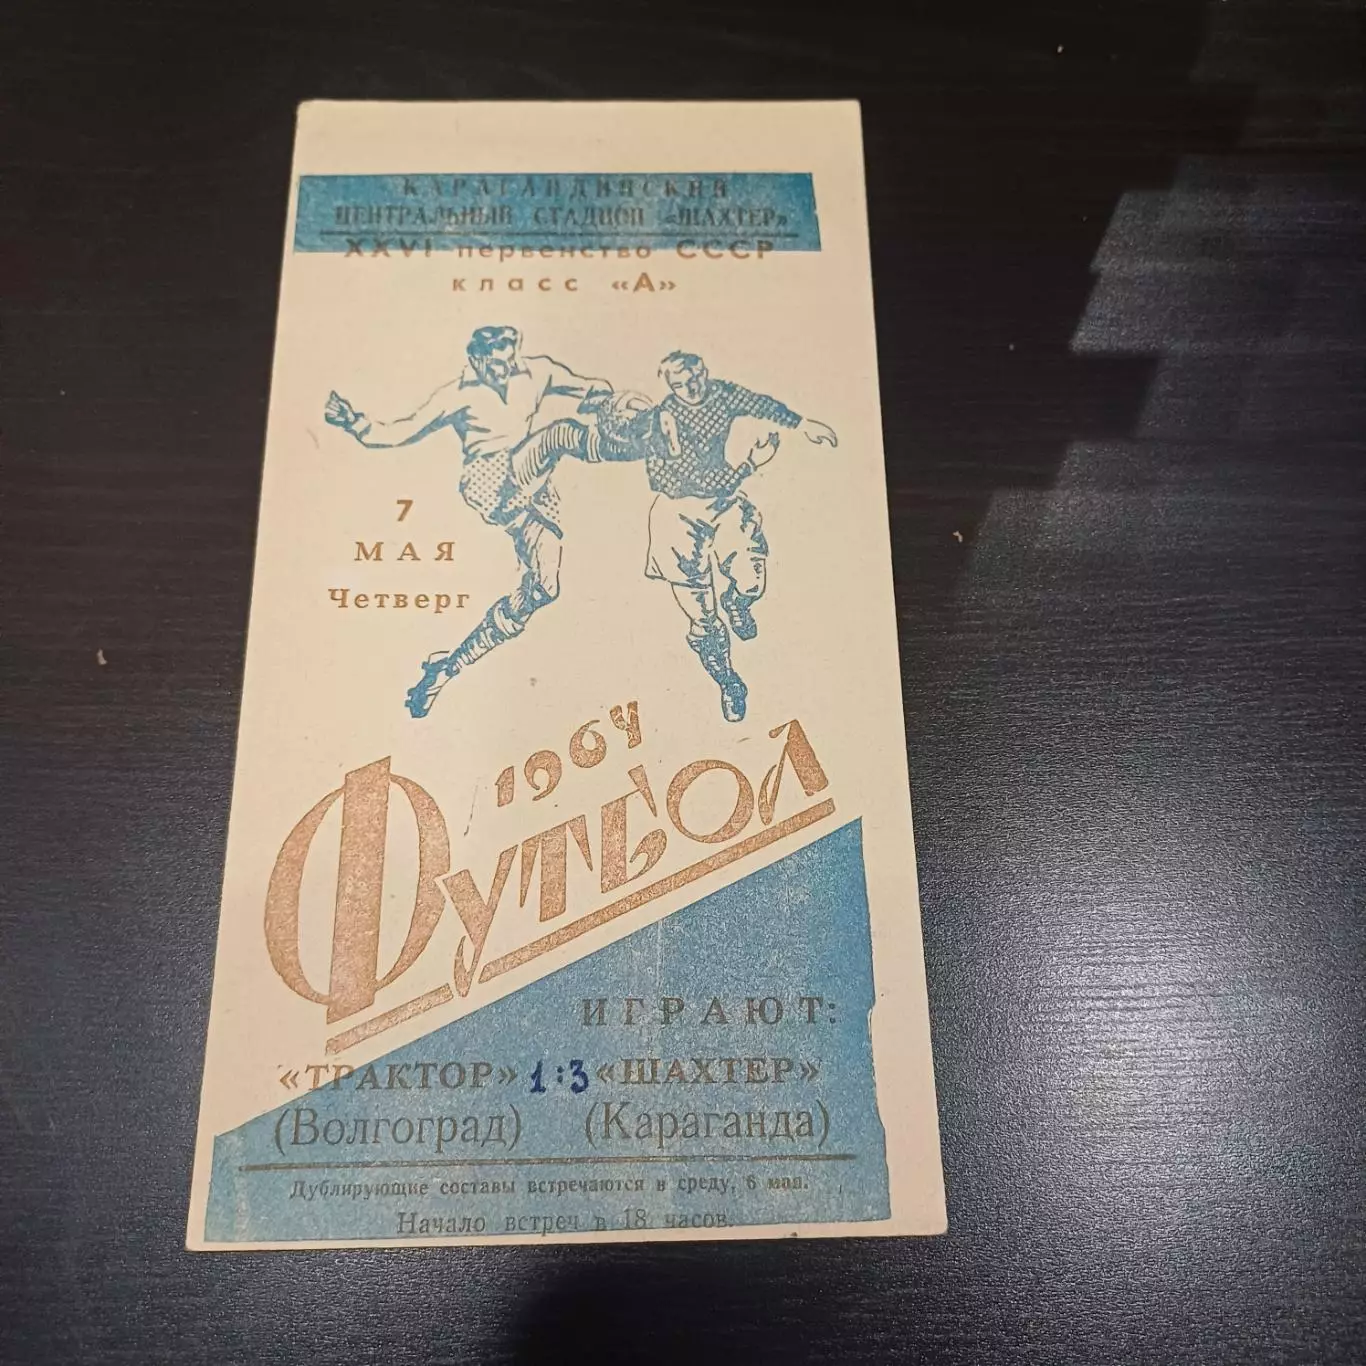 КАРАГАНДИНСКИЙ
ЦЕНТРАЛЬНЫЙ СТАДИОН «ШАХТЕР»
XXVI первенство СССР
класс «А»
7
МАЯ
Четверг
1964
Футбол
ИГРАЮТ:
«ТРАКТОР» 1:3 «ШАХТЕР»
(Волгоград) (Караганда)
Дублирующие составы встречаются в среду, 6 мая.
Начало встреч в 18 часов.